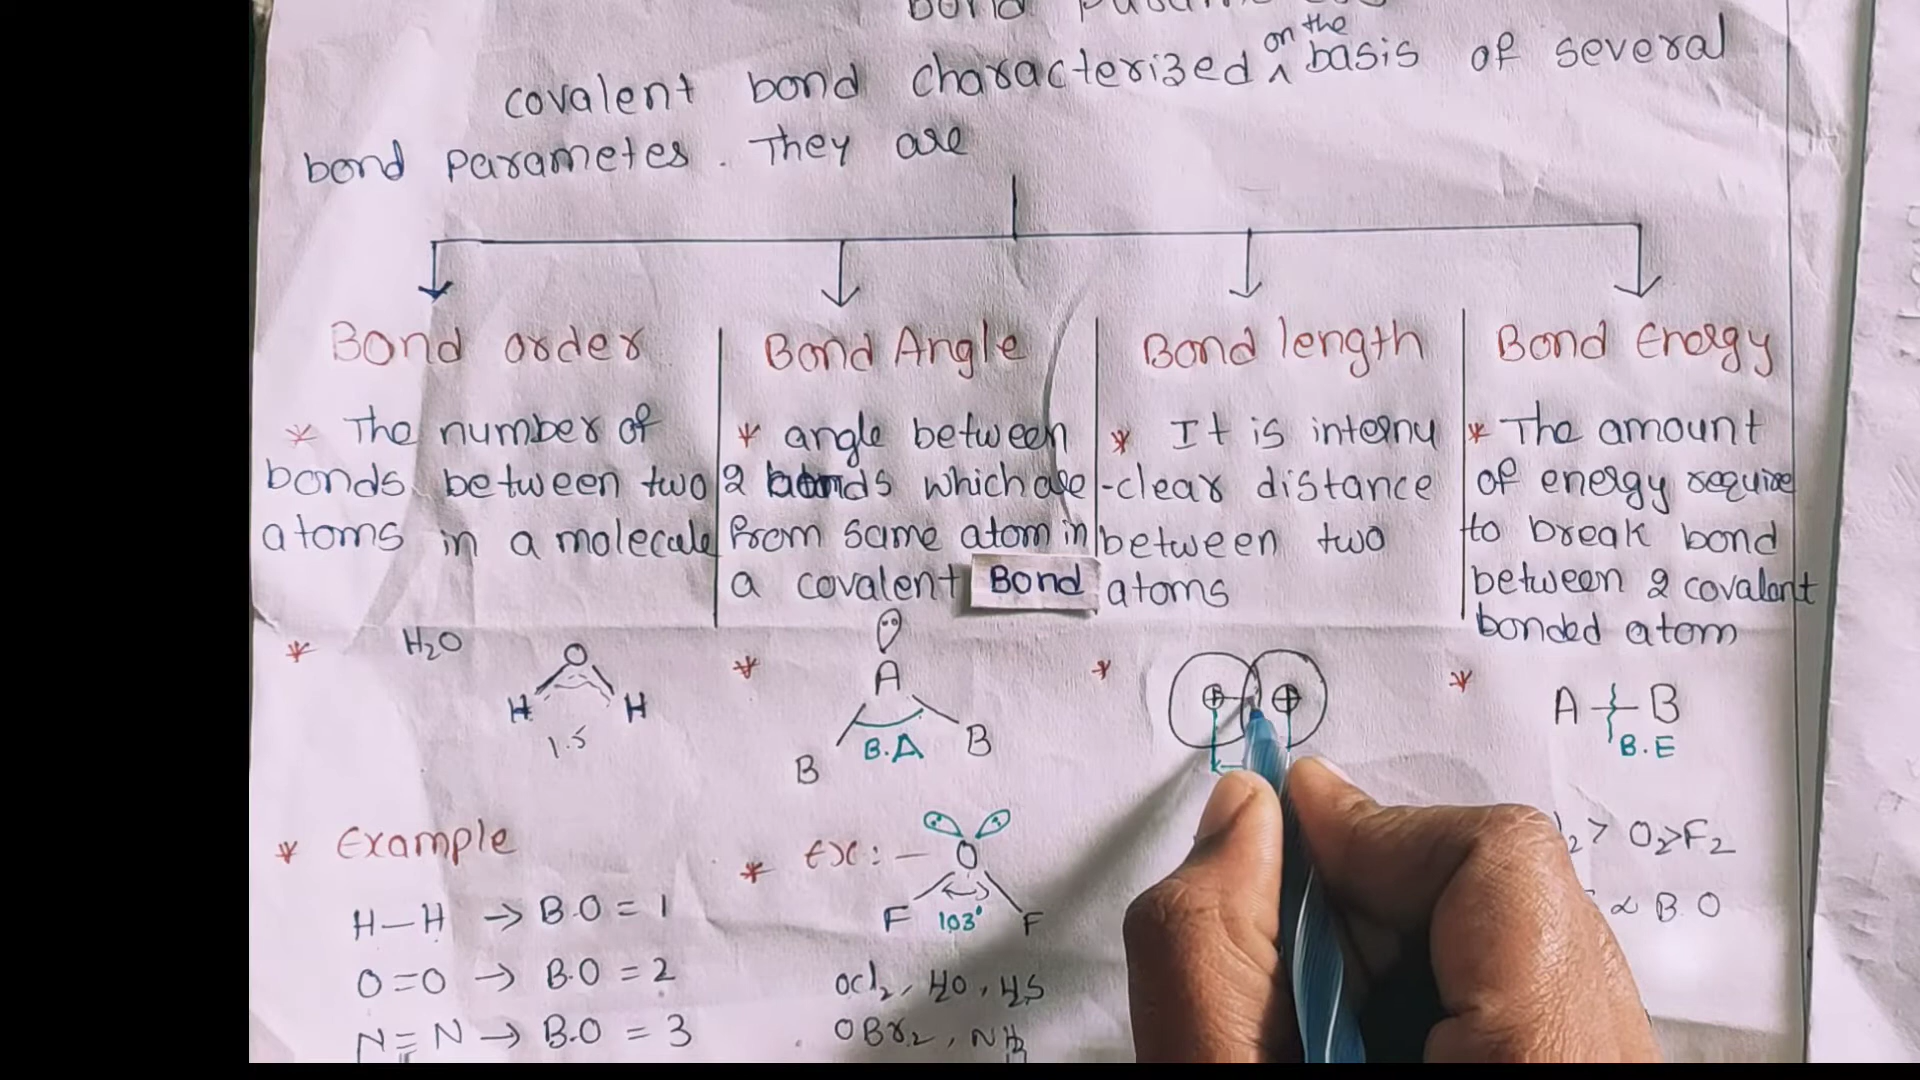 covalent bond characterized on the basis of several
bond parametes. They are
Bond order
* The number of
bonds between two
atoms in a molecule
* H2O
O
H H
1.5
* Example
H-H → B.O = 1
O=O → B.O = 2
N≡N → B.O = 3
Bond Angle
* angle between
2 bonds which are
from same atom in
a covalent Bond
*
A
B B.A B
* Ex:- O
F 103° F
OCl2, H2O, H2S
OBr2, NH3
Bond length
* It is internu
-clear distance
between two
atoms
*
Bond Energy
* The amount
of energy require
to break bond
between 2 covalent
bonded atom
* A B
B.E
> O2>F2
∝ B.O